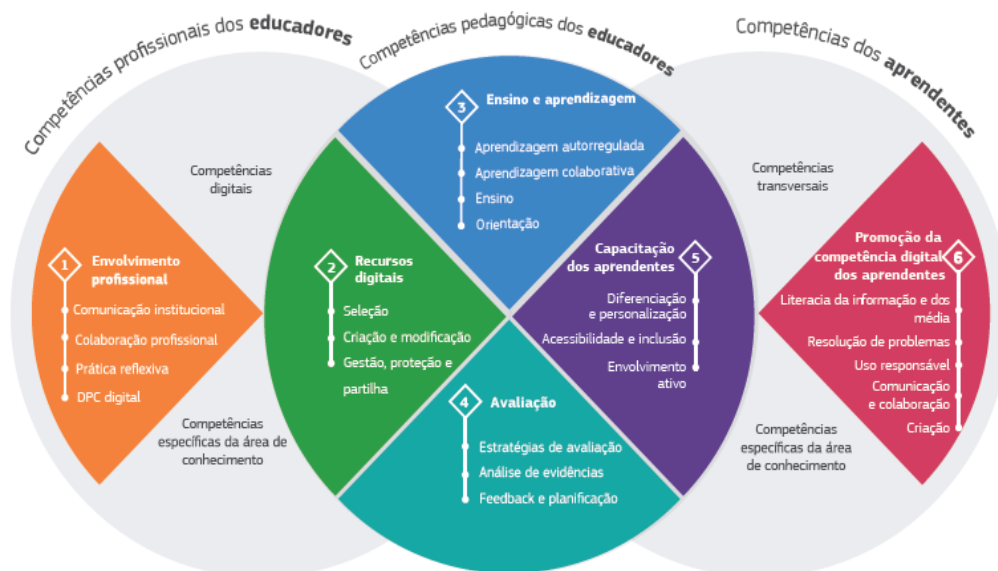 Competências profissionais dos educadores
Competências pedagógicas dos educadores
Competências dos aprendentes
Competências
digitais
Competências
específicas da área de
conhecimento
1
Envolvimento
profissional
Comunicação institucional
Colaboração profissional
Prática reflexiva
DPC digital
2
Recursos
digitais
Seleção
Criação e modificação
Gestão, proteção e
partilha
3
Ensino e aprendizagem
Aprendizagem autorregulada
Aprendizagem colaborativa
Ensino
Orientação
4
Avaliação
Estratégias de avaliação
Análise de evidências
Feedback e planificação
5
Capacitação
dos aprendentes
Diferenciação
e personalização
Acessibilidade e inclusão
Envolvimento
ativo
Competências
transversais
Competências
específicas da área
de conhecimento
6
Promoção da
competência digital
dos aprendentes
Literacia da informação e dos
média
Resolução de problemas
Uso responsável
Comunicação
e colaboração
Criação